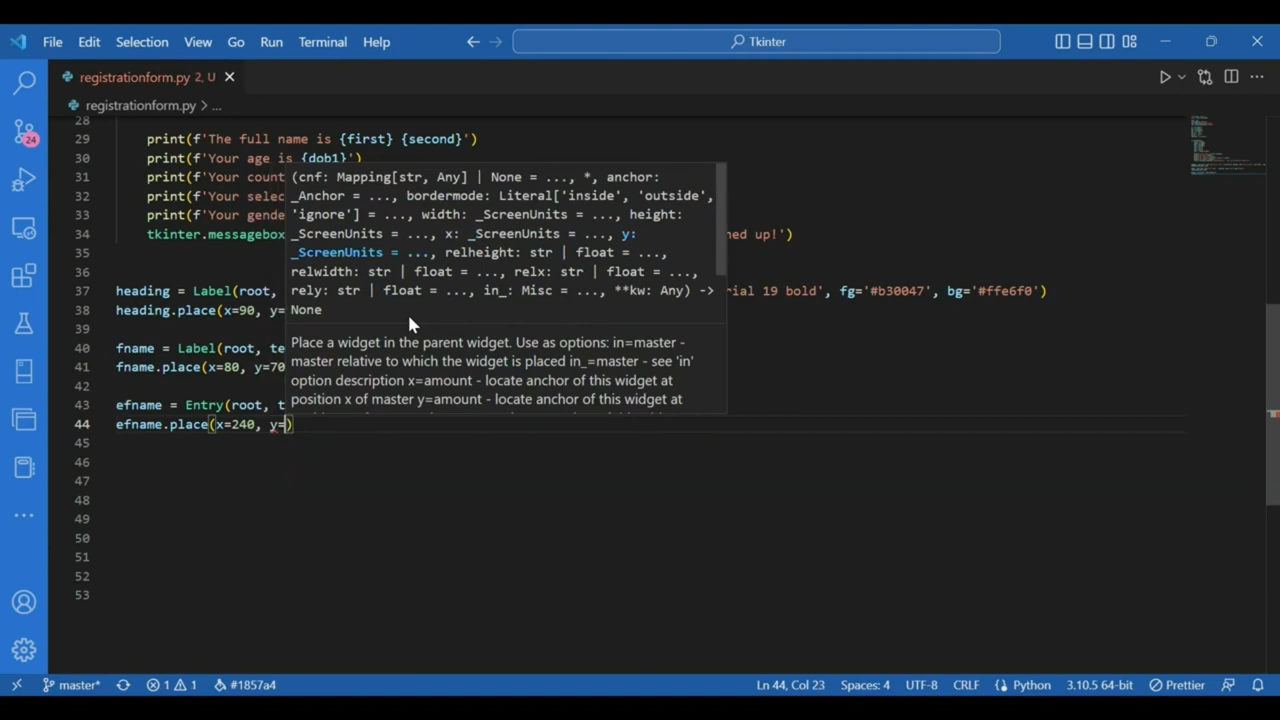 File Edit Selection View Go Run Terminal Help
Tkinter
registrationform.py 2, U
registrationform.py > ...
28
29 print(f'The full name is {first} {second}')
30 print(f'Your age is {dob1}')
31 print(f'Your coun
32 print(f'Your selec
33 print(f'Your gende
34 tkinter.messagebox ned up!')
35
36
37 heading = Label(root, rial 19 bold', fg='#b30047', bg='#ffe6f0')
38 heading.place(x=90, y=
39
40 fname = Label(root, te
41 fname.place(x=80, y=70
42
43 efname = Entry(root, t
44 efname.place(x=240, y=)
45
46
47
48
49
50
51
52
53
(cnf: Mapping[str, Any] | None = ..., *, anchor:
_Anchor = ..., bordermode: Literal['inside', 'outside',
'ignore'] = ..., width: _ScreenUnits = ..., height:
_ScreenUnits = ..., x: _ScreenUnits = ..., y:
_ScreenUnits = ..., relheight: str | float = ...,
relwidth: str | float = ..., relx: str | float = ...,
rely: str | float = ..., in_: Misc = ..., **kw: Any) ->
None
Place a widget in the parent widget. Use as options: in=master -
master relative to which the widget is placed in_=master - see 'in'
option description x=amount - locate anchor of this widget at
position x of master y=amount - locate anchor of this widget at
24
master* 1 1 #1857a4 Ln 44, Col 23 Spaces: 4 UTF-8 CRLF Python 3.10.5 64-bit Prettier